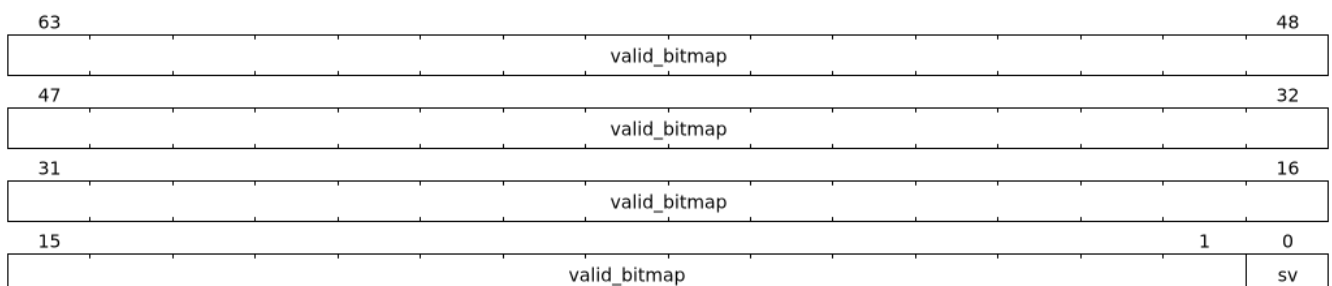 63 48
valid_bitmap
47 32
valid_bitmap
31 16
valid_bitmap
15 1 0
valid_bitmap sv